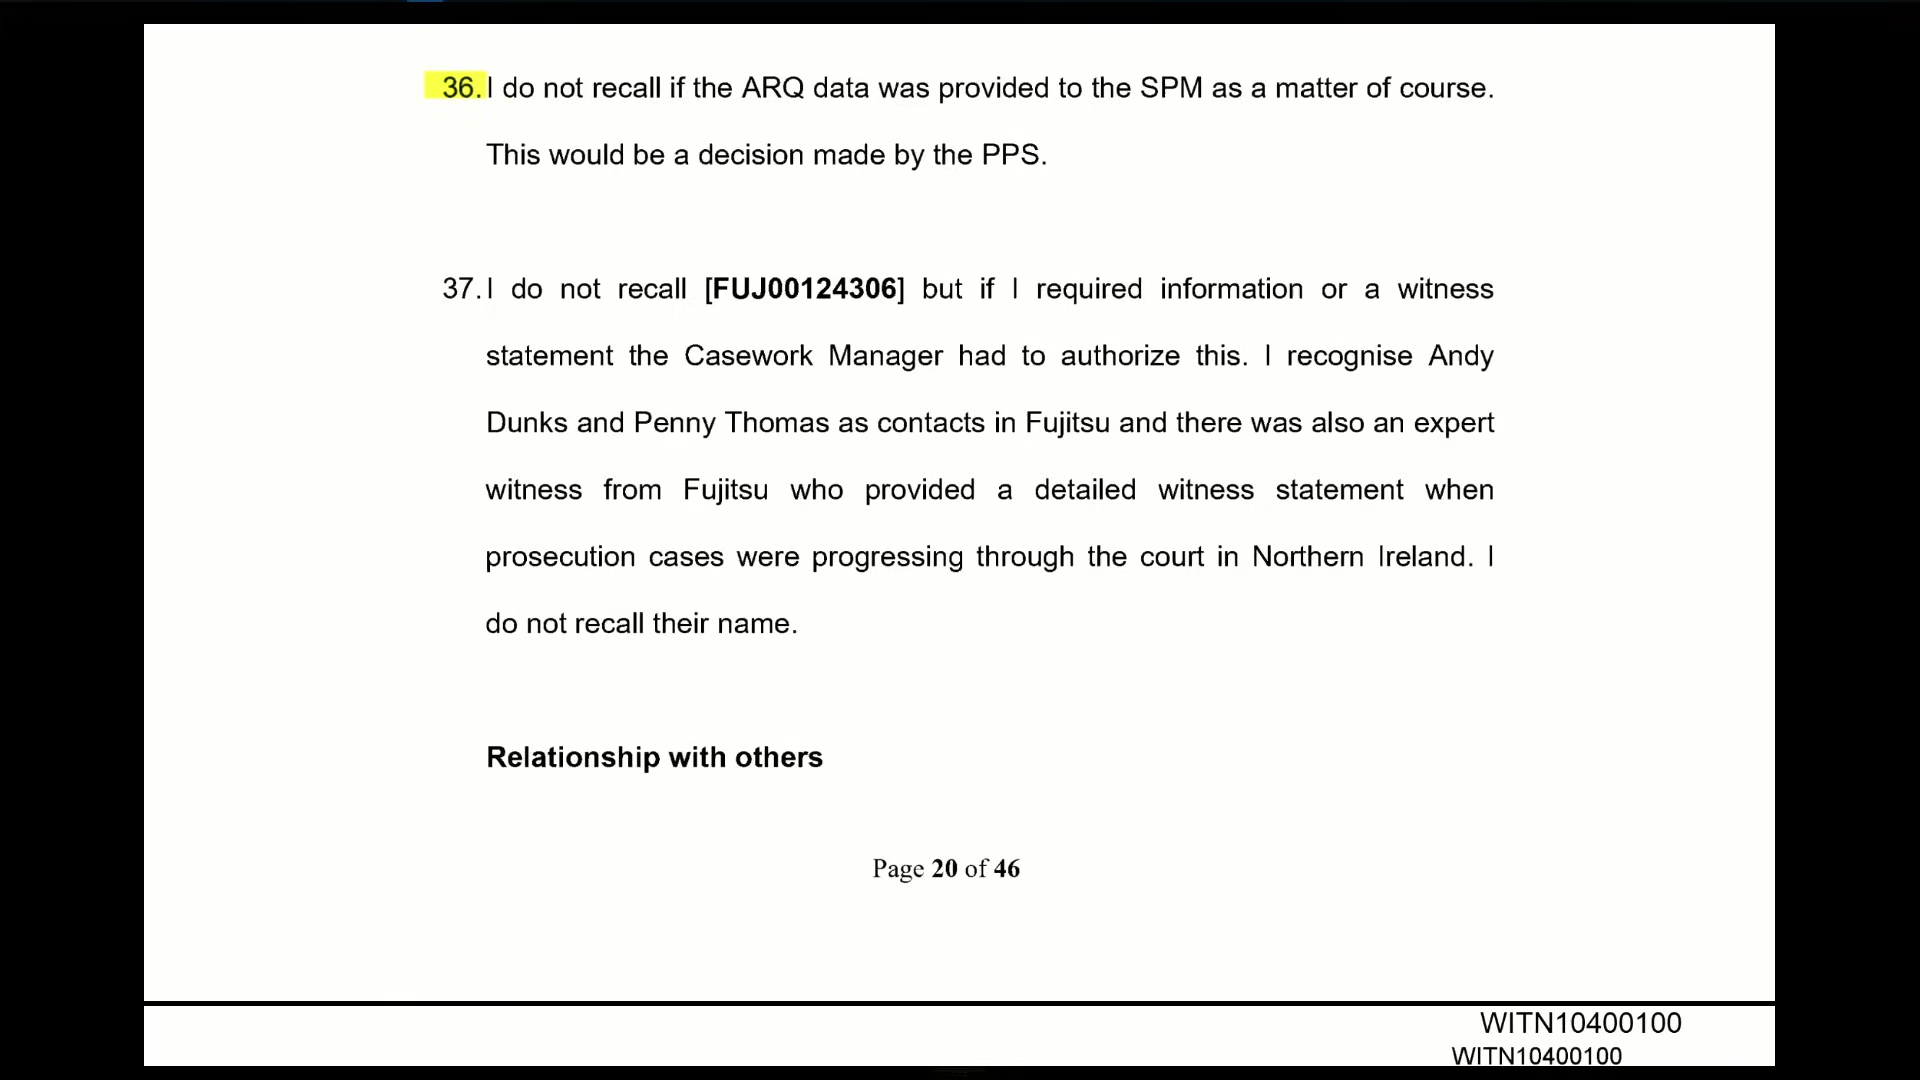 36. I do not recall if the ARQ data was provided to the SPM as a matter of course.
This would be a decision made by the PPS.
37. I do not recall [FUJ00124306] but if I required information or a witness
statement the Casework Manager had to authorize this. I recognise Andy
Dunks and Penny Thomas as contacts in Fujitsu and there was also an expert
witness from Fujitsu who provided a detailed witness statement when
prosecution cases were progressing through the court in Northern Ireland. I
do not recall their name.
Relationship with others
Page 20 of 46
WITN10400100
WITN10400100